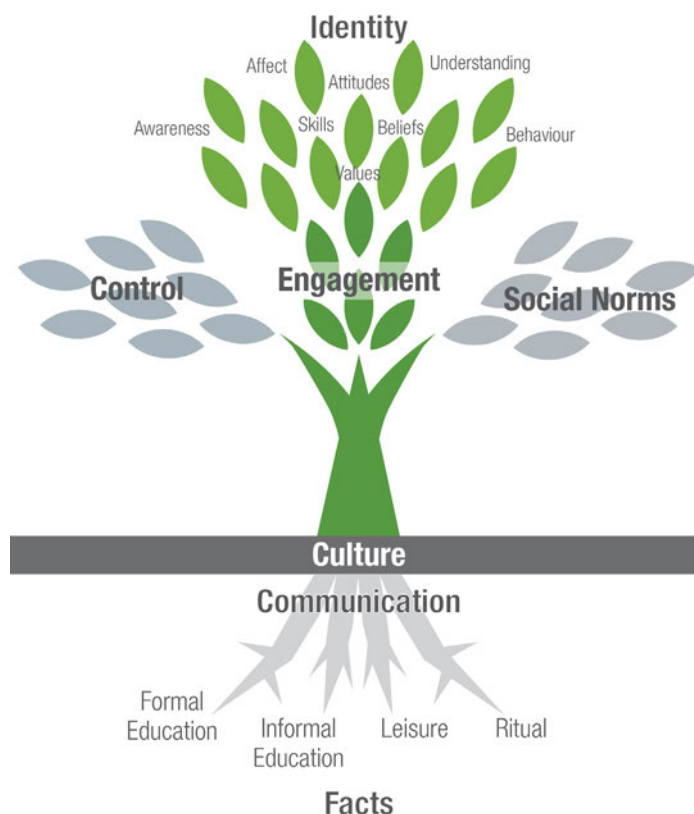 Identity
Affect
Understanding
Attitudes
Awareness
Skills
Beliefs
Behaviour
Values
Control
Engagement
Social Norms
Culture
Communication
Formal
Education
Informal
Education
Leisure
Ritual
Facts